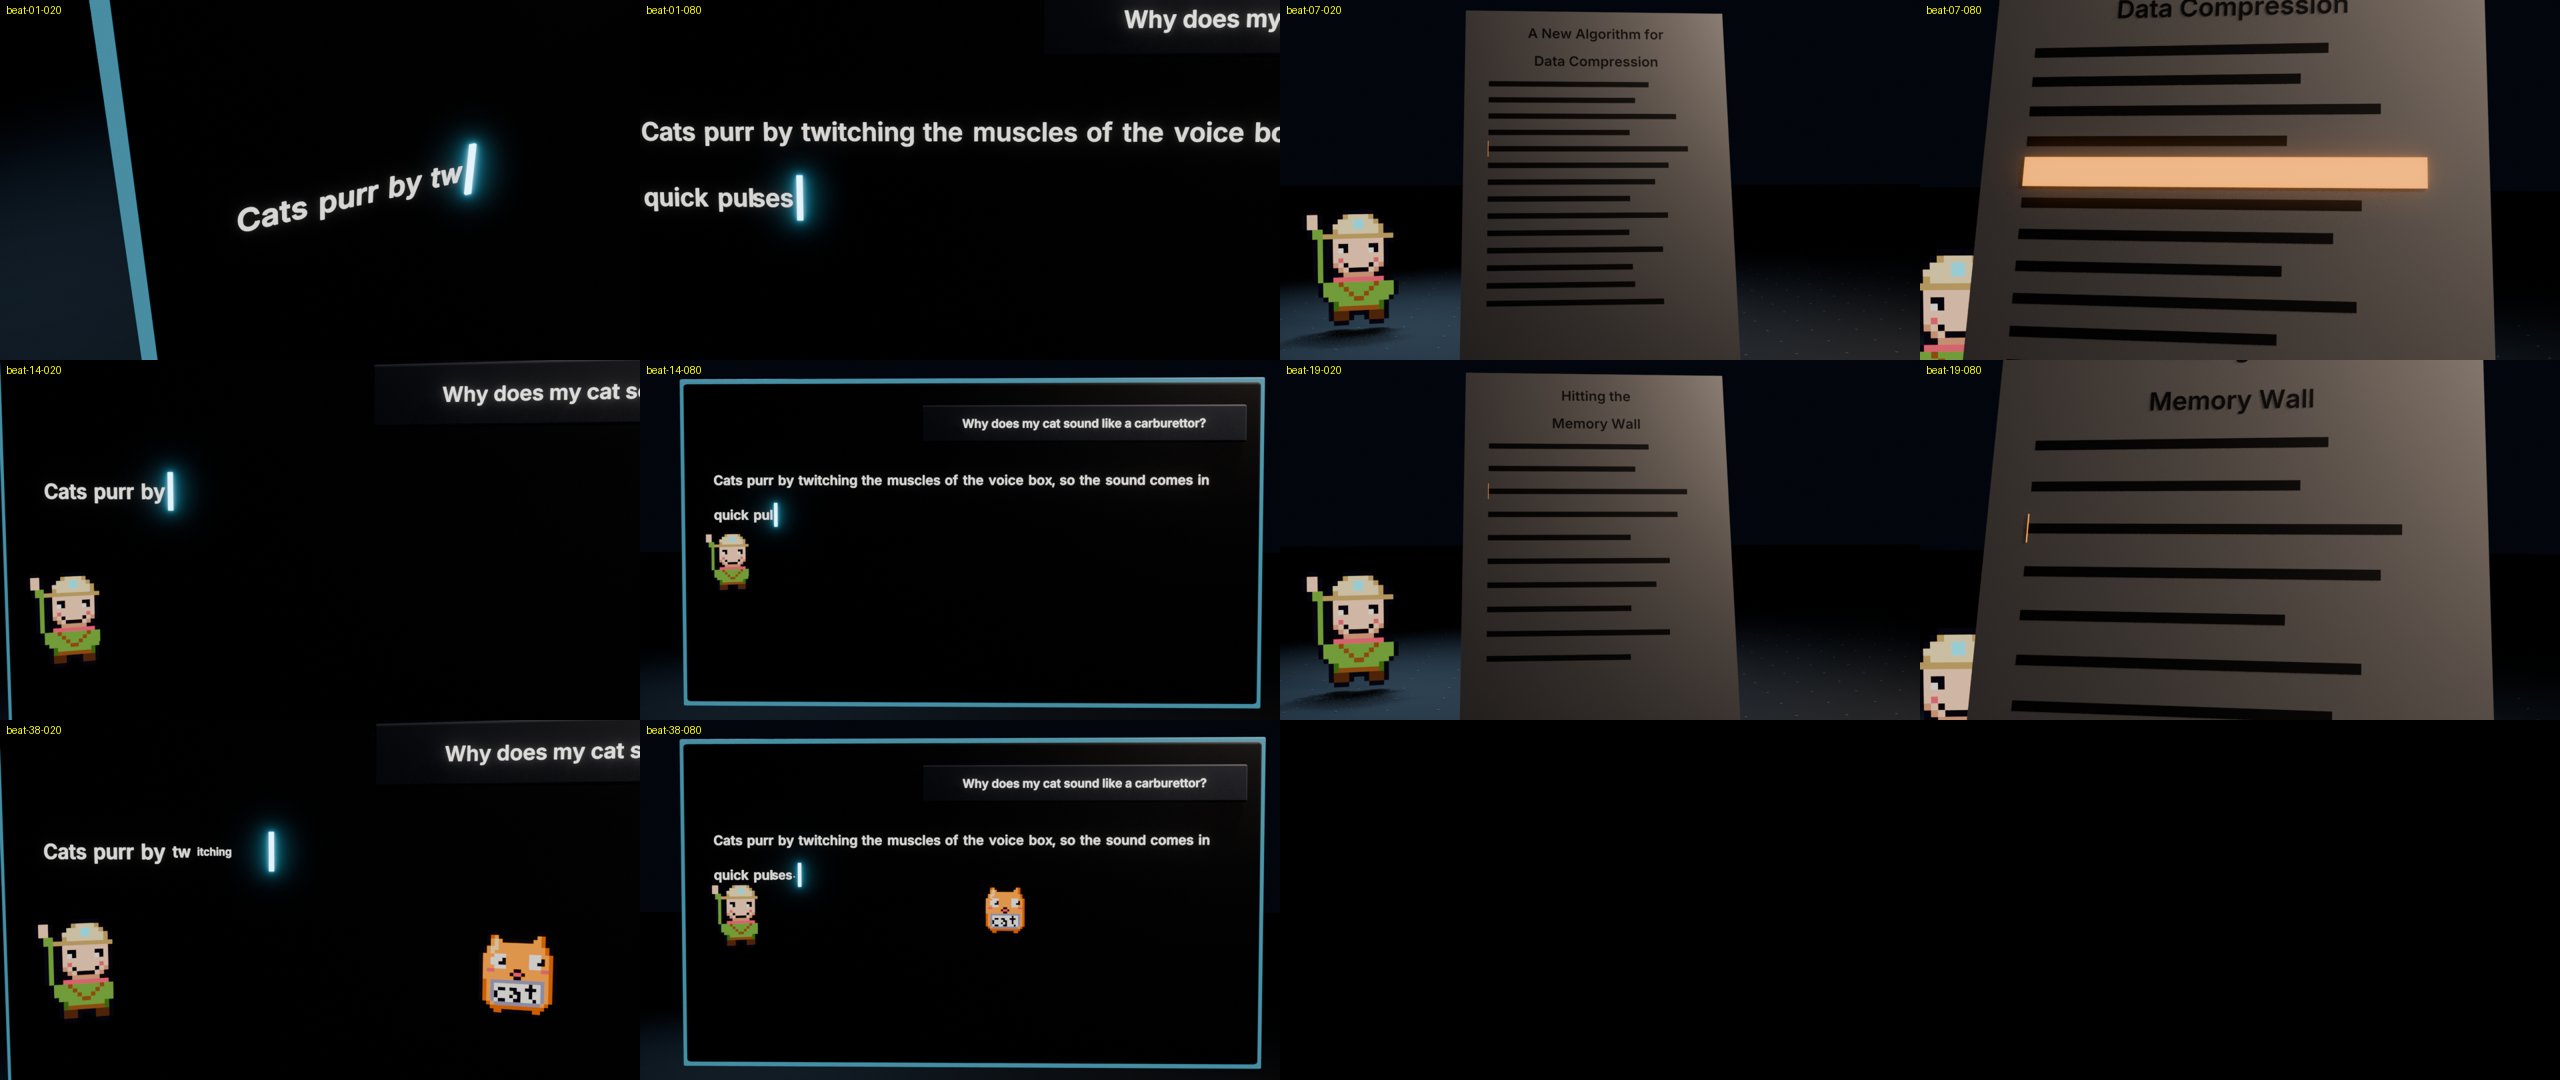 beat-01-020
Cats purr by tw
beat-01-080
Why does my
Cats purr by twitching the muscles of the voice bo
quick pulses
beat-07-020
A New Algorithm for
Data Compression
beat-07-080
Data Compression
beat-14-020
Why does my cat s
Cats purr by
beat-14-080
Why does my cat sound like a carburettor?
Cats purr by twitching the muscles of the voice box, so the sound comes in
quick pul
beat-19-020
Hitting the
Memory Wall
beat-19-080
Memory Wall
beat-38-020
Why does my cat s
Cats purr by tw itching
cat
beat-38-080
Why does my cat sound like a carburettor?
Cats purr by twitching the muscles of the voice box, so the sound comes in
quick pulses.
cat